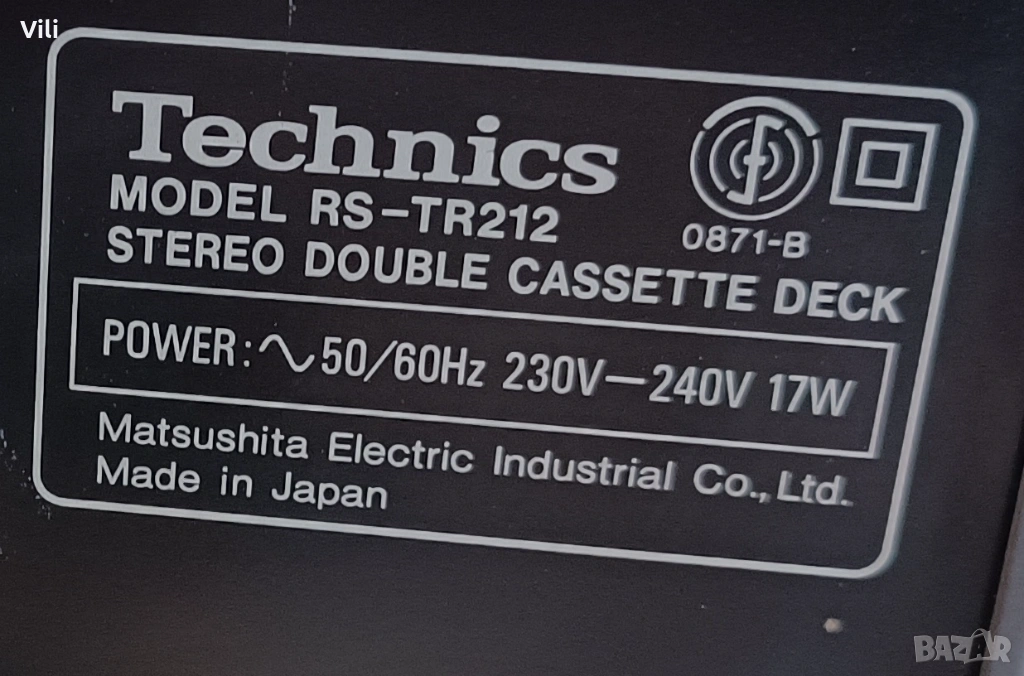 Vili
Technics
MODEL RS-TR212
0871-B
STEREO DOUBLE CASSETTE DECK
POWER: ∿ 50/60Hz 230V—240V 17W
Matsushita Electric Industrial Co., Ltd.
Made in Japan
BAZAR